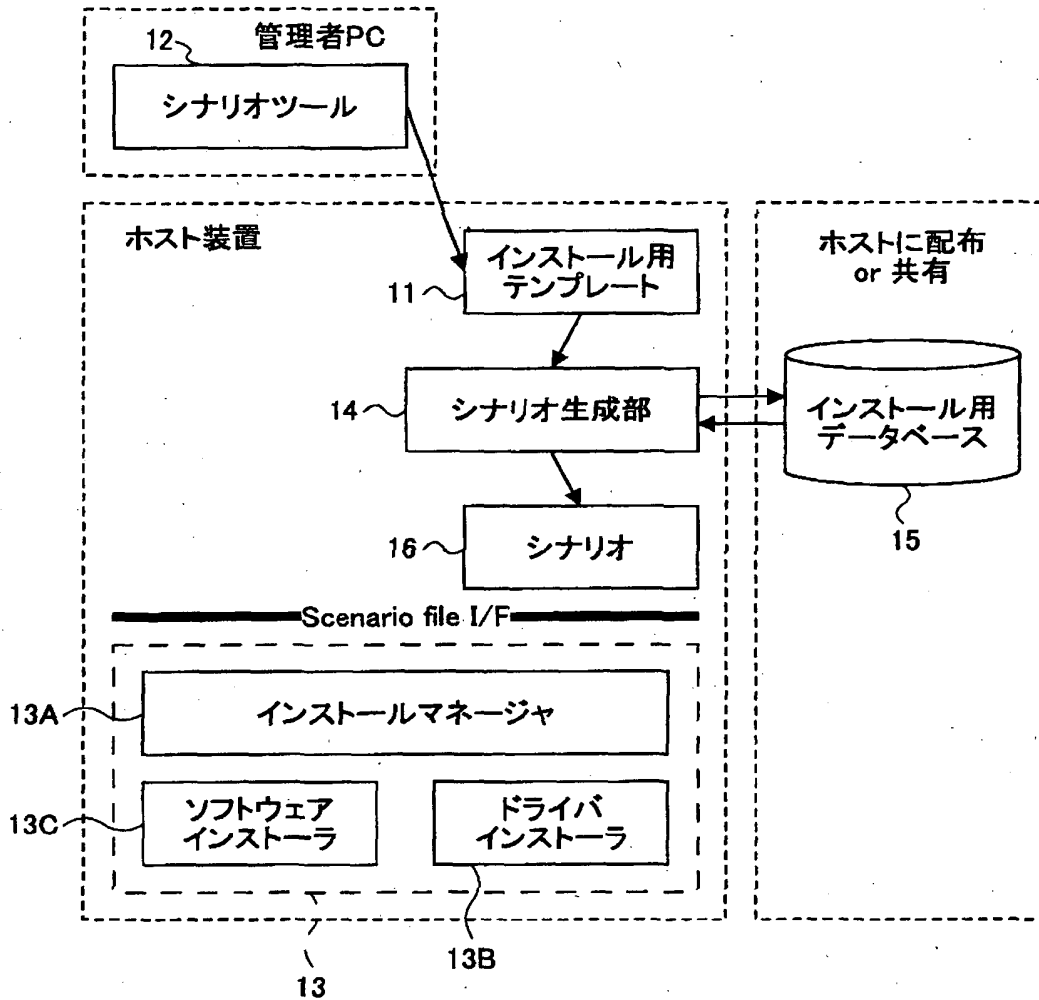 管理者PC
12
シナリオツール
ホスト装置
インストール用
テンプレート
11
ホストに配布
or 共有
14
シナリオ生成部
インストール用
データベース
15
16
シナリオ
Scenario file I/F
13A
インストールマネージャ
13C
ソフトウェア
インストーラ
ドライバ
インストーラ
13B
13